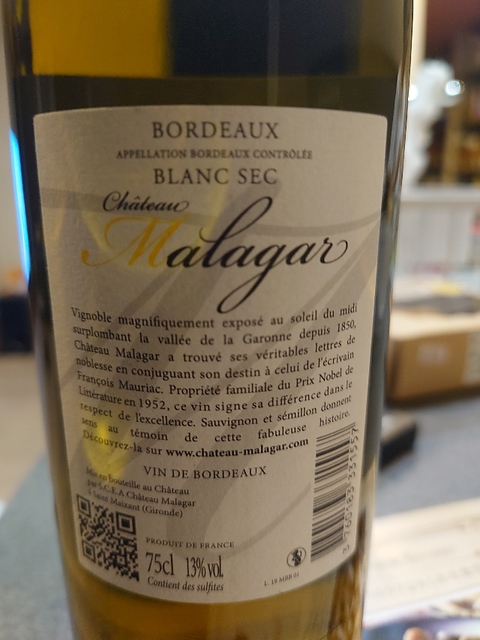 BORDEAUX
APPELLATION BORDEAUX CONTRÔLÉE
BLANC SEC
Château
Malagar
Vignoble magnifiquement exposé au soleil du midi
surplombant la vallée de la Garonne depuis 1850,
Château Malagar a trouvé ses véritables lettres de
noblesse en conjuguant son destin à celui de l'écrivain
François Mauriac. Propriété familiale du Prix Nobel de
Littérature en 1952, ce vin signe sa différence dans le
respect de l'excellence. Sauvignon et sémillon donnent
sens au témoin de cette fabuleuse histoire.
Découvrez-la sur www.chateau-malagar.com
VIN DE BORDEAUX
Mis en bouteille au Château
par S.C.E.A Château Malagar
à Saint Maixant (Gironde)
PRODUIT DE FRANCE
75cl 13% vol.
Contient des sulfites